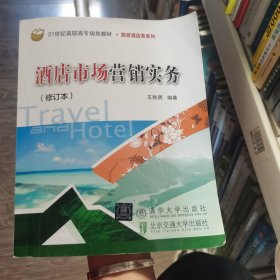 21世纪高职高专规划教材·旅游酒店类系列
酒店市场营销实务
(修订本)
王秋明 编著
Travel
and
Hotel
清华大学出版社
北京交通大学出版社